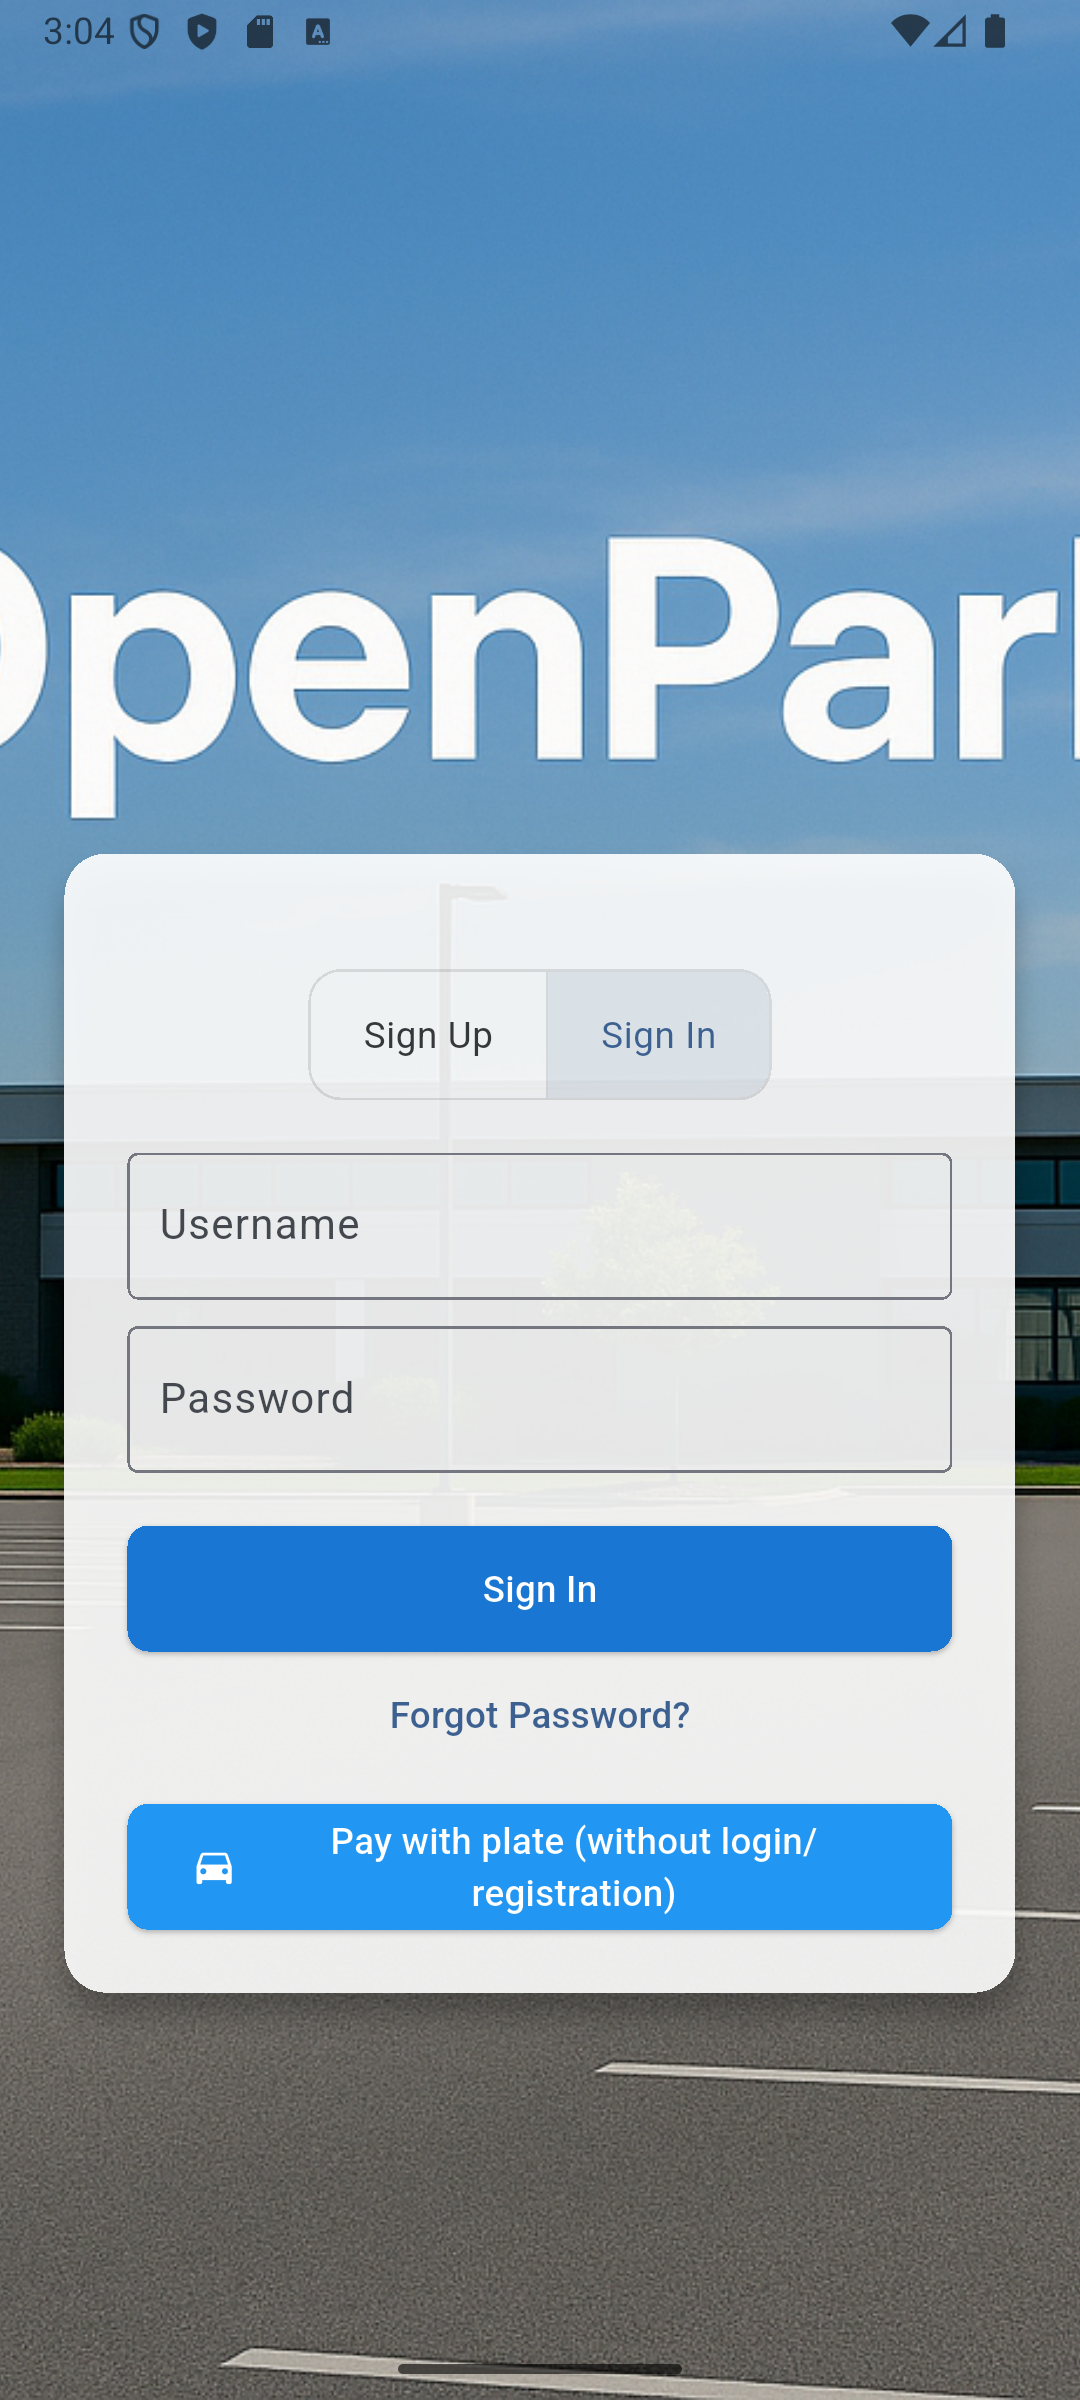 3:04
OpenPark
Sign Up
Sign In
Username
Password
Sign In
Forgot Password?
Pay with plate (without login/
registration)